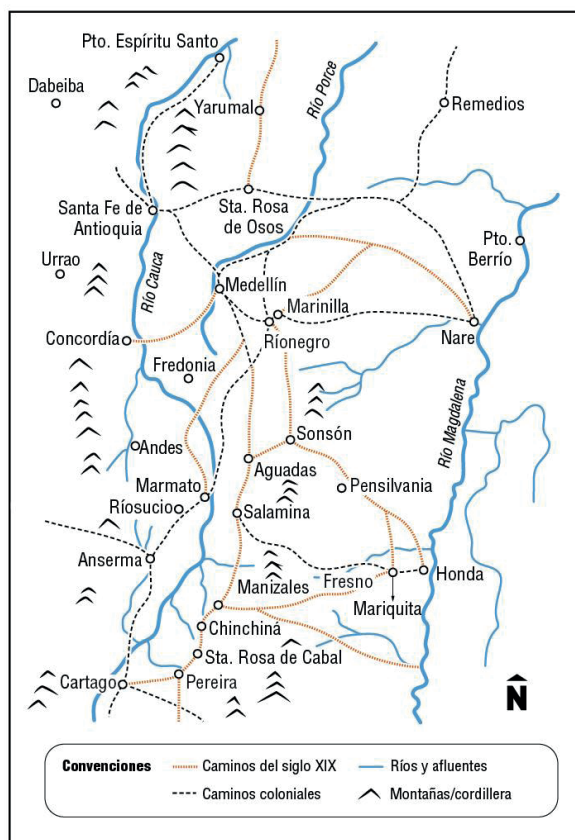 Pto. Espíritu Santo
Dabeiba
Yarumal
Río Porce
Remedios
Santa Fe de
Antioquia
Sta. Rosa
de Osos
Pto.
Berrío
Urrao
Río Cauca
Medellín
Marinilla
Concordía
Ríonegro
Nare
Fredonia
Río Magdalena
Andes
Sonsón
Aguadas
Marmato
Pensilvania
Ríosucio
Salamina
Anserma
Manizales
Fresno
Honda
Mariquita
Chinchiná
Sta. Rosa de Cabal
Cartago
Pereira
N
Convenciones
Caminos del siglo XIX
Ríos y afluentes
Caminos coloniales
Montañas/cordillera